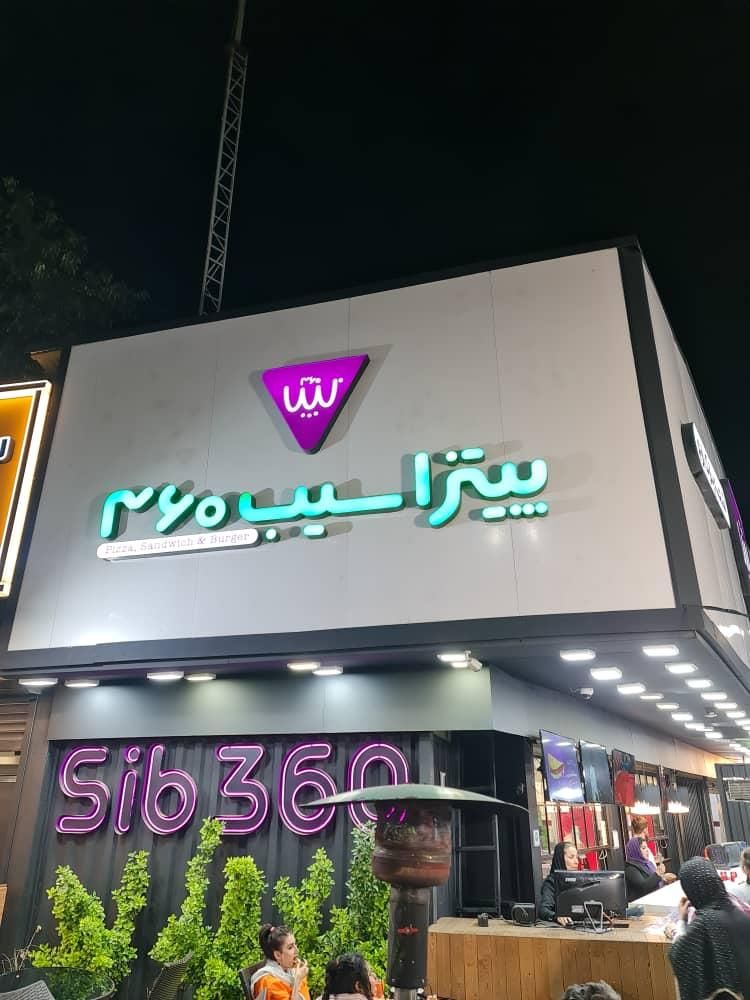 پیتزا سیب ۳۶۰
Pizza, Sandwich & Burger
Sib 360